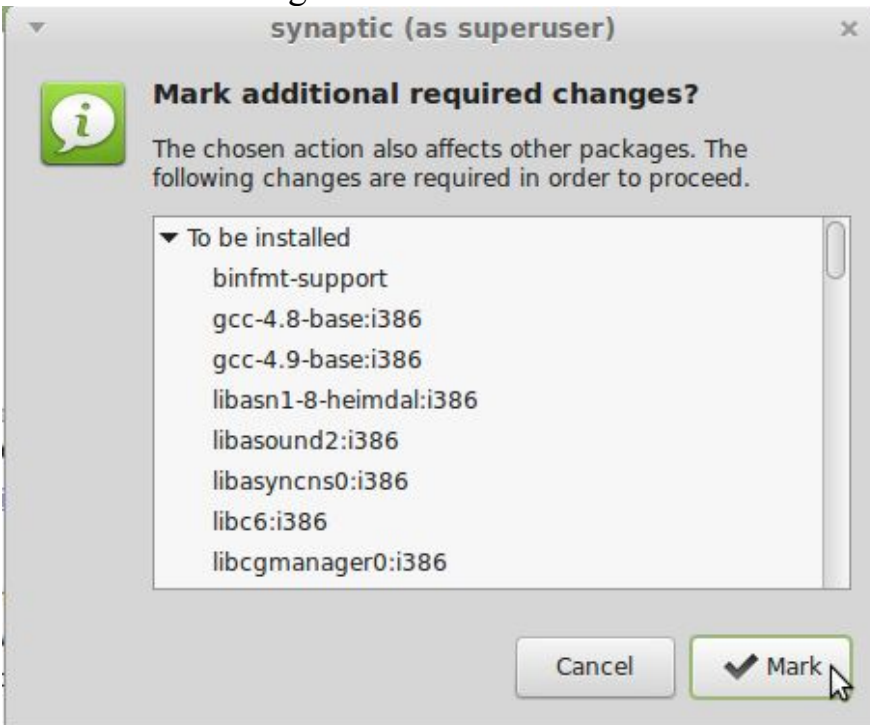 synaptic (as superuser)
Mark additional required changes?
The chosen action also affects other packages. The
following changes are required in order to proceed.
To be installed
binfmt-support
gcc-4.8-base:i386
gcc-4.9-base:i386
libasn1-8-heimdal:i386
libasound2:i386
libasyncns0:i386
libc6:i386
libcgmanager0:i386
Cancel
Mark